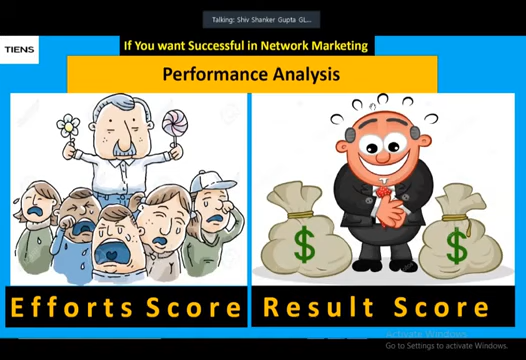 Talking: Shiv Shanker Gupta GL...
TIENS
If You want Successful in Network Marketing
Performance Analysis
$
$
Efforts Score
Result Score
Activate Windows
Go to Settings to activate Windows.